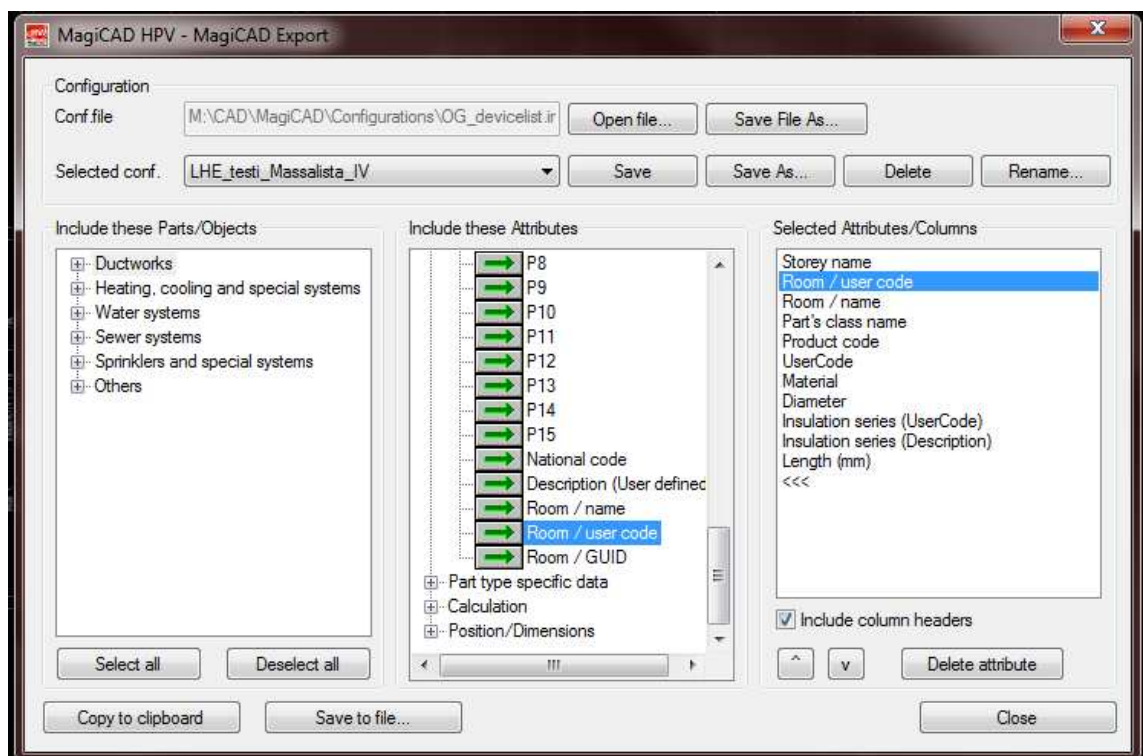 MagiCAD HPV - MagiCAD Export
Configuration
Conf.file M:\CAD\MagiCAD\Configurations\OG_devicelist.ir Open file... Save File As...
Selected conf. LHE_testi_Massalista_IV Save Save As... Delete Rename...
Include these Parts/Objects
Ductworks
Heating, cooling and special systems
Water systems
Sewer systems
Sprinklers and special systems
Others
Select all Deselect all
Include these Attributes
P8
P9
P10
P11
P12
P13
P14
P15
National code
Description (User defined
Room / name
Room / user code
Room / GUID
Part type specific data
Calculation
Position/Dimensions
Selected Attributes/Columns
Storey name
Room / user code
Room / name
Part's class name
Product code
UserCode
Material
Diameter
Insulation series (UserCode)
Insulation series (Description)
Length (mm)
<<<
Include column headers
^ v Delete attribute
Copy to clipboard Save to file... Close